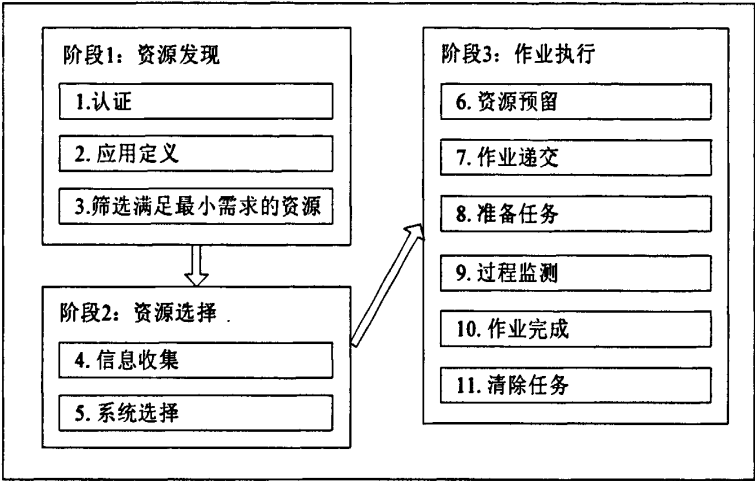 阶段1：资源发现
1.认证
2. 应用定义
3.筛选满足最小需求的资源
阶段2：资源选择
4. 信息收集
5. 系统选择
阶段3：作业执行
6. 资源预留
7. 作业递交
8. 准备任务
9. 过程监测
10. 作业完成
11. 清除任务